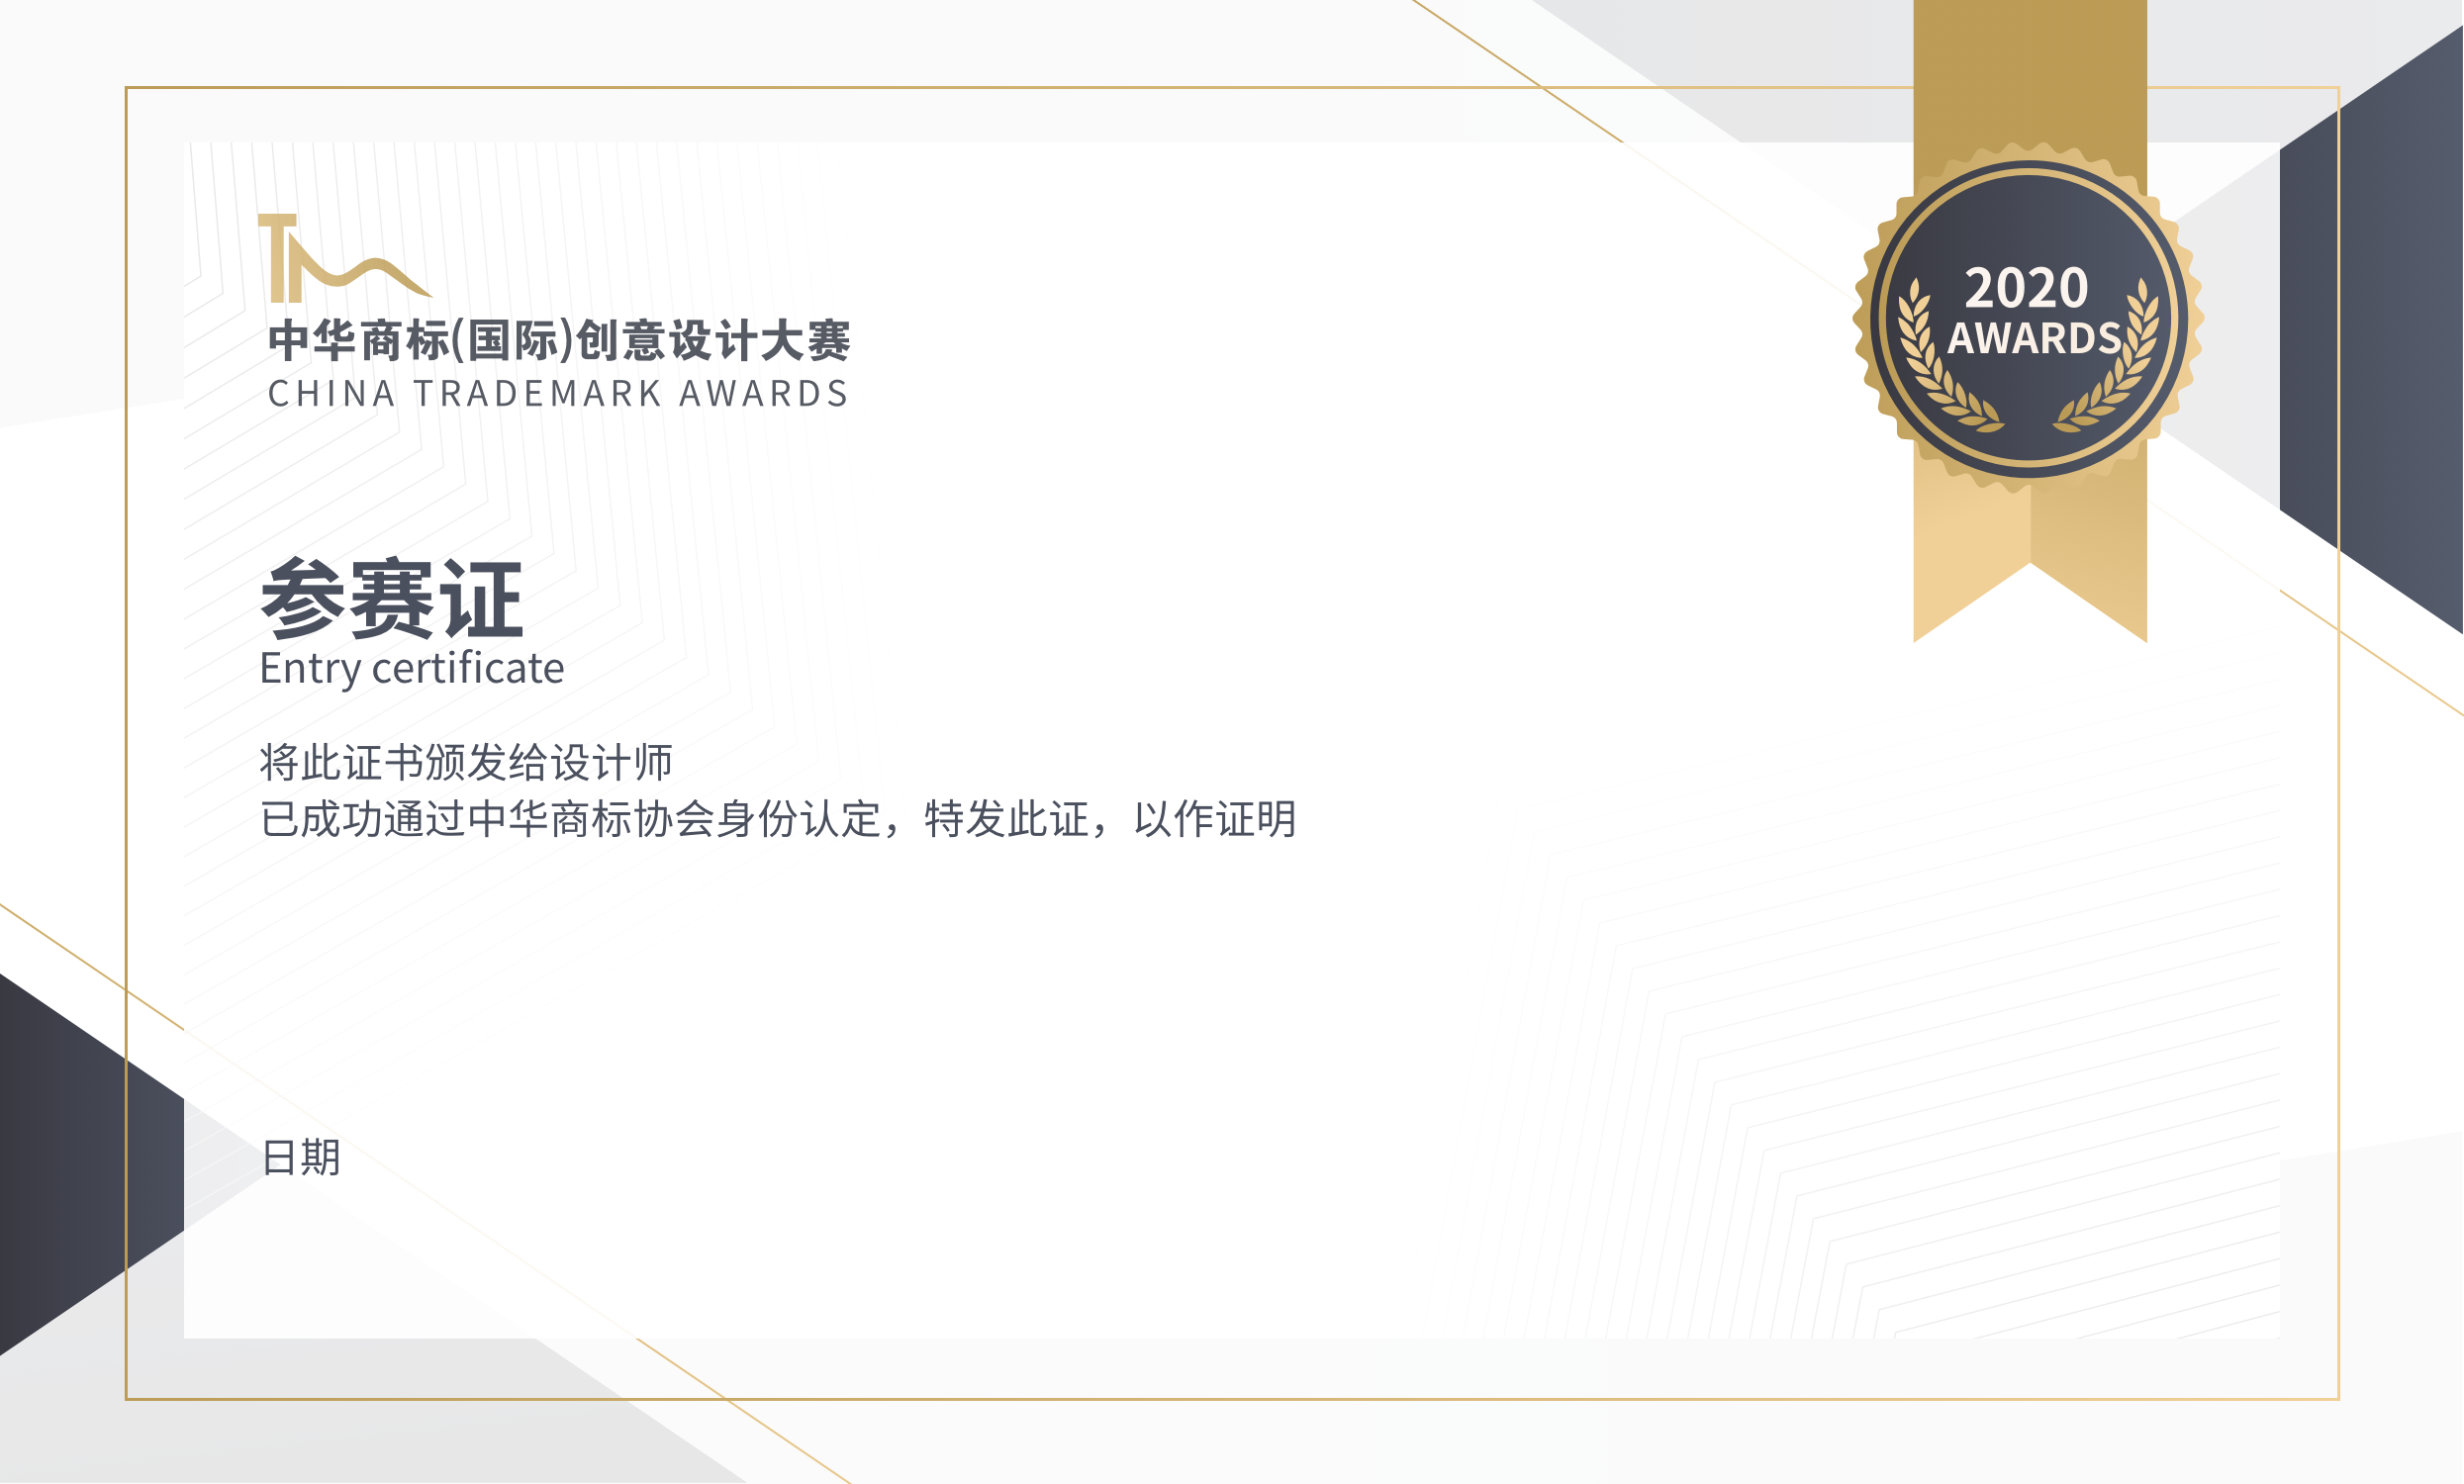 2020
AWARDS
TM
中华商标(国际)创意设计大赛
CHINA TRADEMARK AWARDS
参赛证
Entry certificate
将此证书颁发给设计师
已成功通过中华商标协会身份认定，特发此证，以作证明
日期